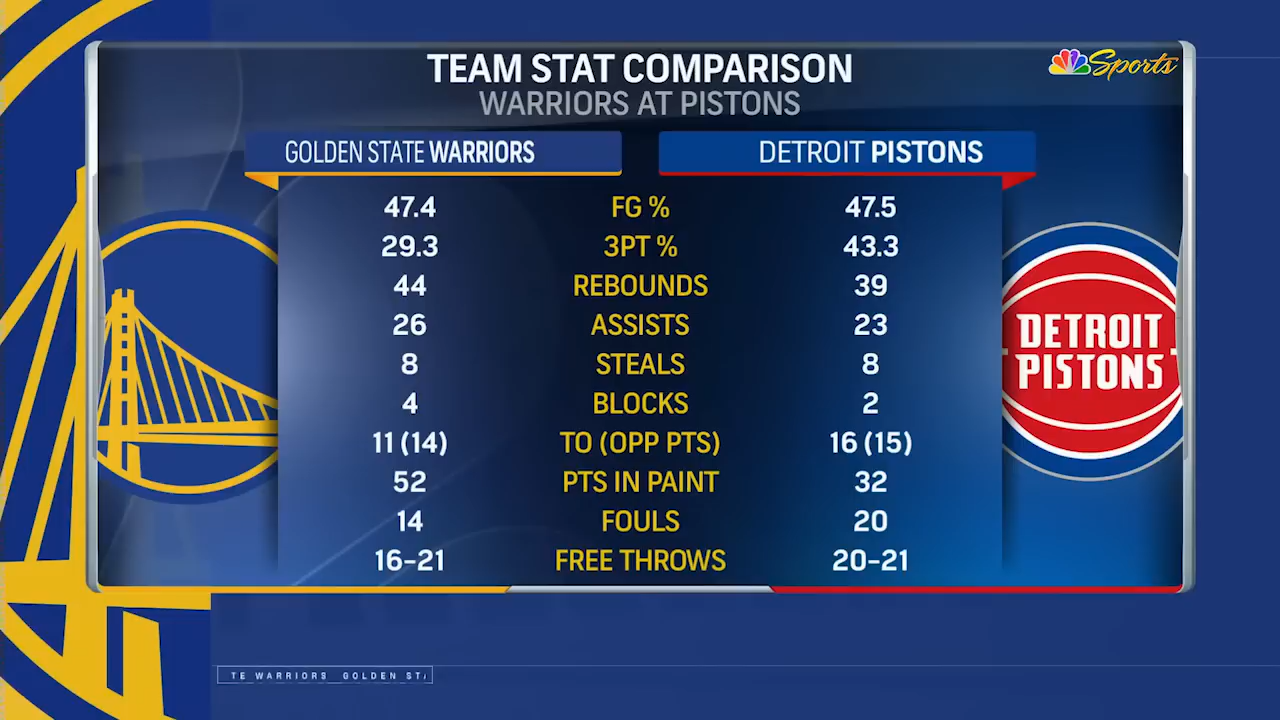 TEAM STAT COMPARISON
WARRIORS AT PISTONS
Sports
GOLDEN STATE WARRIORS DETROIT PISTONS
47.4 FG % 47.5
29.3 3PT % 43.3
44 REBOUNDS 39
26 ASSISTS 23
8 STEALS 8
4 BLOCKS 2
11 (14) TO (OPP PTS) 16 (15)
52 PTS IN PAINT 32
14 FOULS 20
16-21 FREE THROWS 20-21
DETROIT
PISTONS
TE WARRIORS GOLDEN ST